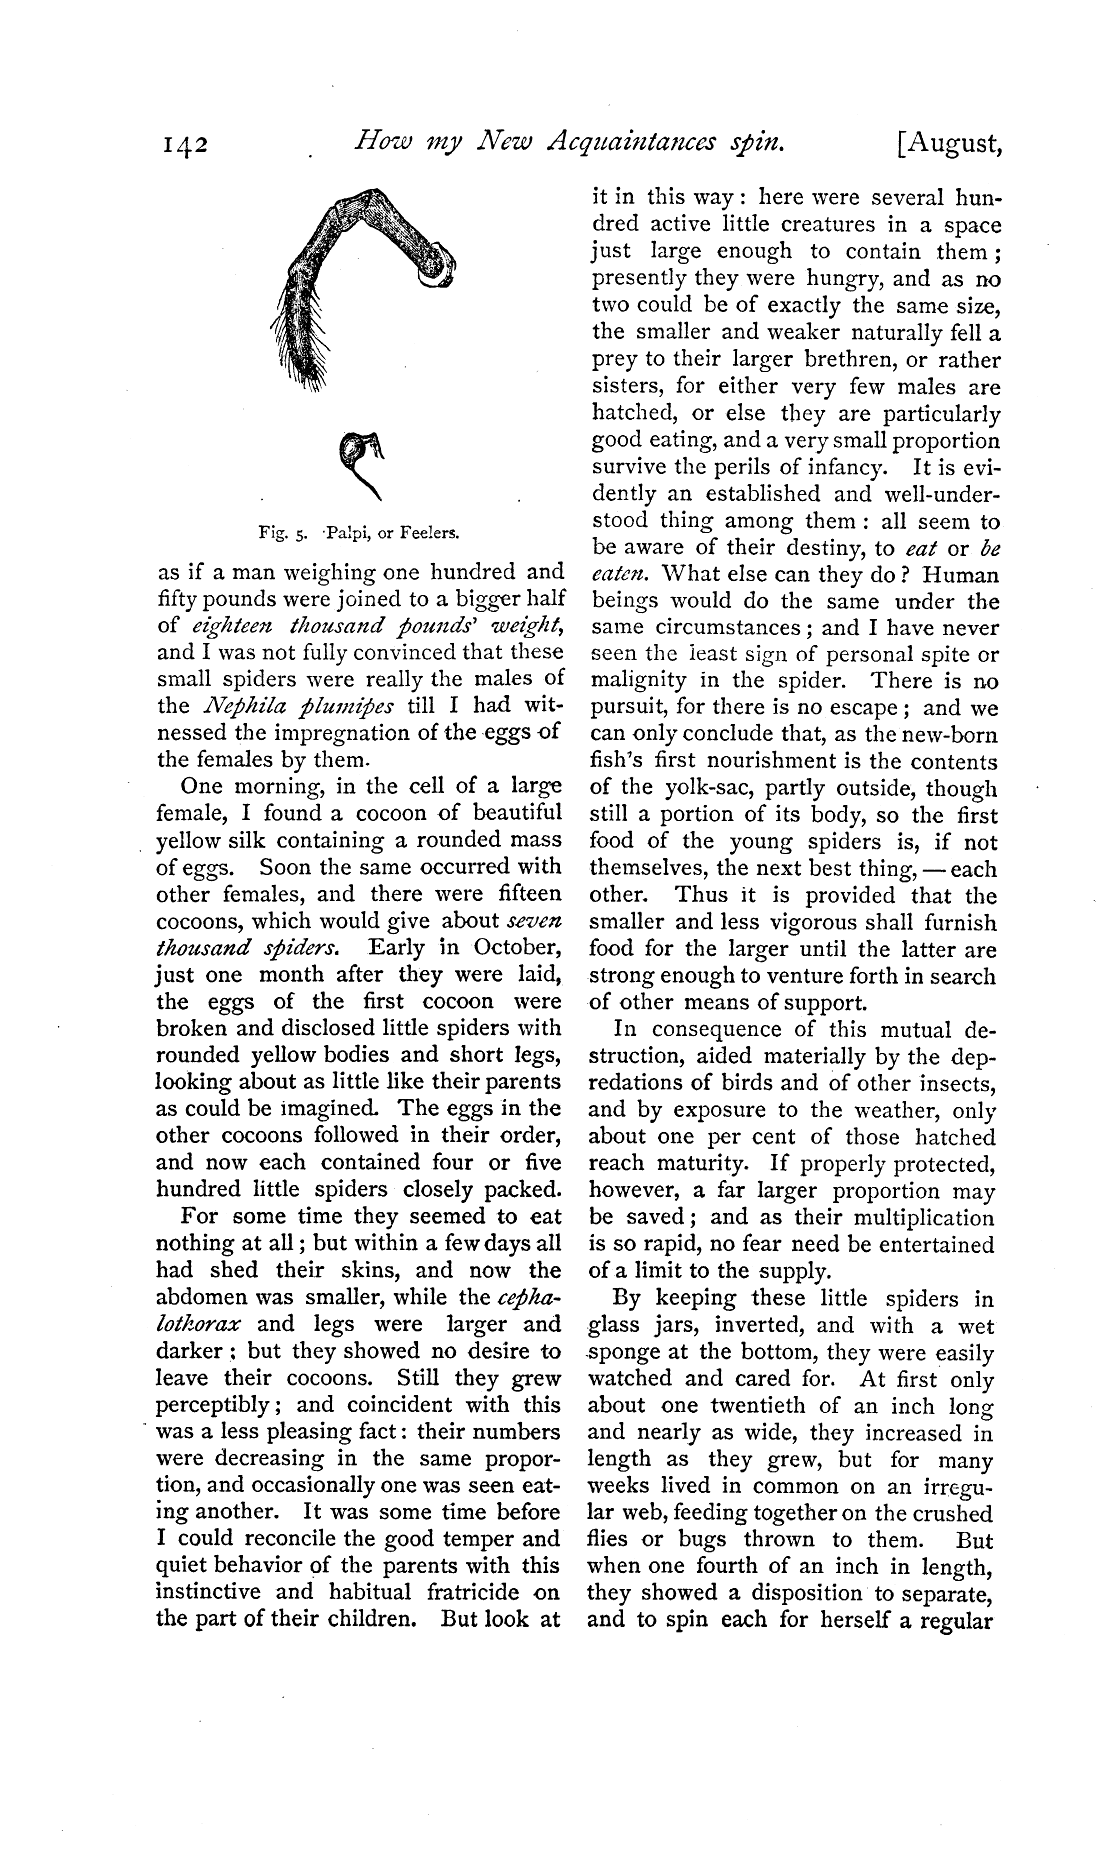 142 How my New Acquaintances spin. [August,
Fig. 5. Palpi, or Feelers.
as if a man weighing one hundred and
fifty pounds were joined to a bigger half
of eighteen thousand pounds' weight,
and I was not fully convinced that these
small spiders were really the males of
the Nephila plumipes till I had wit-
nessed the impregnation of the eggs of
the females by them.
One morning, in the cell of a large
female, I found a cocoon of beautiful
yellow silk containing a rounded mass
of eggs. Soon the same occurred with
other females, and there were fifteen
cocoons, which would give about seven
thousand spiders. Early in October,
just one month after they were laid,
the eggs of the first cocoon were
broken and disclosed little spiders with
rounded yellow bodies and short legs,
looking about as little like their parents
as could be imagined. The eggs in the
other cocoons followed in their order,
and now each contained four or five
hundred little spiders closely packed.
For some time they seemed to eat
nothing at all; but within a few days all
had shed their skins, and now the
abdomen was smaller, while the cepha-
lothorax and legs were larger and
darker; but they showed no desire to
leave their cocoons. Still they grew
perceptibly; and coincident with this
was a less pleasing fact: their numbers
were decreasing in the same propor-
tion, and occasionally one was seen eat-
ing another. It was some time before
I could reconcile the good temper and
quiet behavior of the parents with this
instinctive and habitual fratricide on
the part of their children. But look at
it in this way: here were several hun-
dred active little creatures in a space
just large enough to contain them;
presently they were hungry, and as no
two could be of exactly the same size,
the smaller and weaker naturally fell a
prey to their larger brethren, or rather
sisters, for either very few males are
hatched, or else they are particularly
good eating, and a very small proportion
survive the perils of infancy. It is evi-
dently an established and well-under-
stood thing among them: all seem to
be aware of their destiny, to eat or be
eaten. What else can they do? Human
beings would do the same under the
same circumstances; and I have never
seen the least sign of personal spite or
malignity in the spider. There is no
pursuit, for there is no escape; and we
can only conclude that, as the new-born
fish's first nourishment is the contents
of the yolk-sac, partly outside, though
still a portion of its body, so the first
food of the young spiders is, if not
themselves, the next best thing, — each
other. Thus it is provided that the
smaller and less vigorous shall furnish
food for the larger until the latter are
strong enough to venture forth in search
of other means of support.
In consequence of this mutual de-
struction, aided materially by the dep-
redations of birds and of other insects,
and by exposure to the weather, only
about one per cent of those hatched
reach maturity. If properly protected,
however, a far larger proportion may
be saved; and as their multiplication
is so rapid, no fear need be entertained
of a limit to the supply.
By keeping these little spiders in
glass jars, inverted, and with a wet
sponge at the bottom, they were easily
watched and cared for. At first only
about one twentieth of an inch long
and nearly as wide, they increased in
length as they grew, but for many
weeks lived in common on an irregu-
lar web, feeding together on the crushed
flies or bugs thrown to them. But
when one fourth of an inch in length,
they showed a disposition to separate,
and to spin each for herself a regular